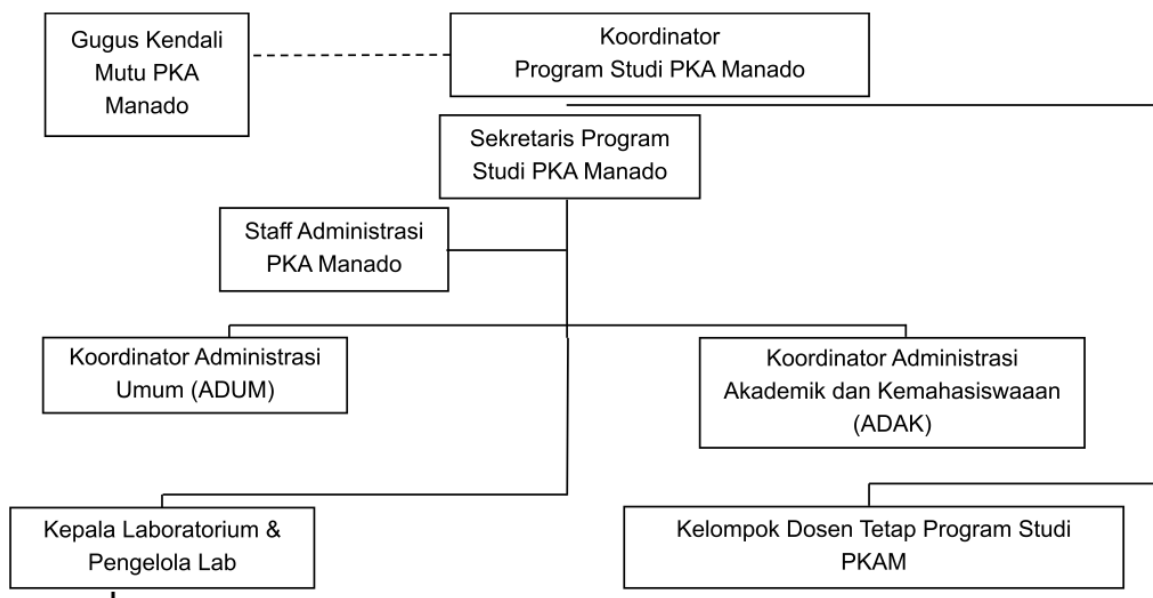 Gugus Kendali
Mutu PKA
Manado
Koordinator
Program Studi PKA Manado
Sekretaris Program
Studi PKA Manado
Staff Administrasi
PKA Manado
Koordinator Administrasi
Umum (ADUM)
Koordinator Administrasi
Akademik dan Kemahasiswaaan
(ADAK)
Kepala Laboratorium &
Pengelola Lab
Kelompok Dosen Tetap Program Studi
PKAM